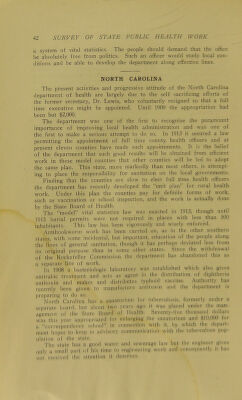 42 SURVEY OF STATE PUBLIC HEALTH WORK
a system of vital statistics. The people should demand that the office
be absolutely free from politics. Such an officer would study local con-
ditions and be able to develop the department along effective lines.
NORTH CAROLINA
The present activities and progressive attitude of the North Carolina
department of health are largely due to the self sacrificing efforts of
the former secretary, Dr. Lewis, who voluntarily resigned so that a full
time executive might be appointed. Until 1909 the appropriation had
been but $2,000.
The department was one of the first to recognize the paramount
importance of improving local health administration and was one of
the first to make a serious attempt to do so. In 1913 it secured a law
permitting the appointment of full time county health officers and at
present eleven counties have made such appointments. It is the belief
of the department that such good results will be obtained from efficient
work in these model counties that other counties will be led to adopt
the same plan. This state, more surely than most others, is attempt-
ing to place the responsibility for sanitation on the local governments.
Finding that the counties are slow to elect full time health officers
the department has recently developed the "unit plan" for rural health
work. Under this plan the counties pay for definite forms of work,
such as vaccination or school inspection, and the work is actually done
by the State Board of Health.
The "model" vital statistics law was enacted in 1913, though until
1915 burial permits were not required in places with less than 500
inhabitants. This law has been vigorously and wisely enforced.
Antihookworm work has been carried on, as in the other southern
states, with some incidental, but important, education of the people along
the lines of general sanitation, though it has perhaps deviated less from
its original purpose than in some other states. Since the withdrawal
of the Rockefeller Commission the department has abandoned this as
a separate line of work.
In 1908 a bacteriologic laboratory was established which also gives
antirabic treatment and acts as agent in the distribution of diphtheria
antitoxin and makes and distributes typhoid vaccine. Authority has
recently been given to manufacture antitoxin and the department is
preparing to do so.
North Carolina has a sanatorium for tuberculosis, formerly under a
separate board, but about two years ago it was placed under the man-
agement of the State Board of Health. Seventy-five thousand dollars
was this year appropriated for enlarging the sanatorium and $10,000 for
a "correspondence school" in connection with it, by which the depart-
ment hopes to keep in advisory communication with the tuberculous pop-
ulation of the state.
The state has a good water and sewerage law but the engineer gives
only a small part of his time to engineering work and consequently it has
not received the attention it deserves.